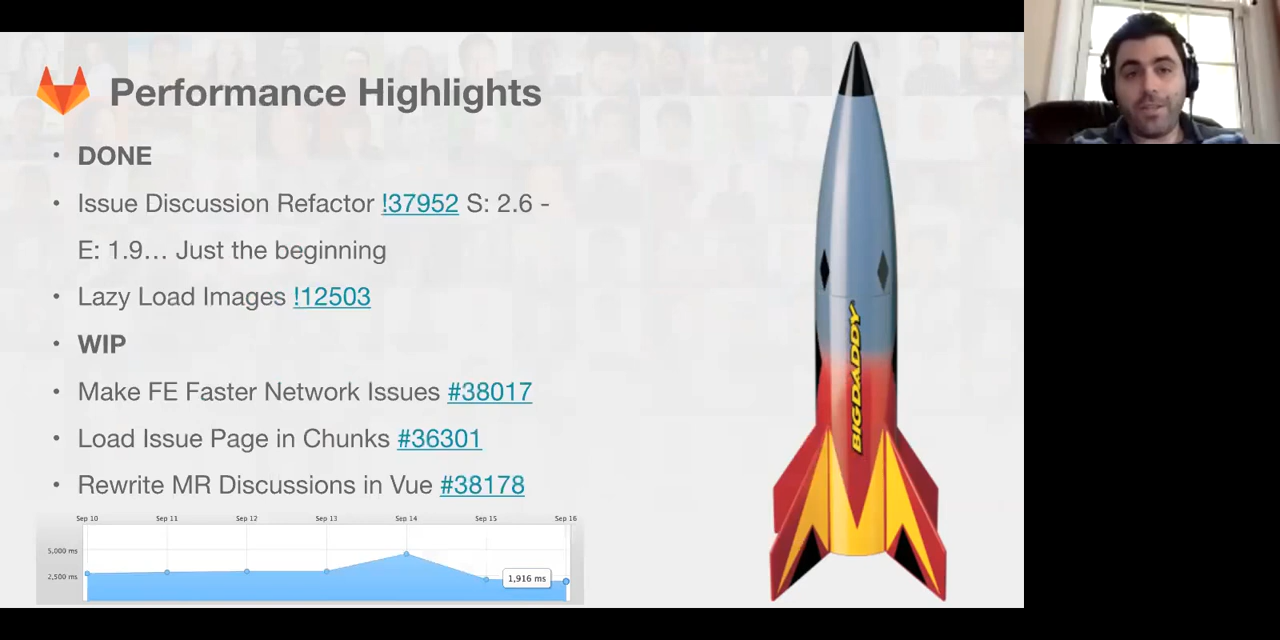 Performance Highlights
• DONE
• Issue Discussion Refactor !37952 S: 2.6 -
E: 1.9… Just the beginning
• Lazy Load Images !12503
• WIP
• Make FE Faster Network Issues #38017
• Load Issue Page in Chunks #36301
• Rewrite MR Discussions in Vue #38178
Sep 10 Sep 11 Sep 12 Sep 13 Sep 14 Sep 15 Sep 16
5,000 ms
2,500 ms
1,916 ms
BIG DADDY